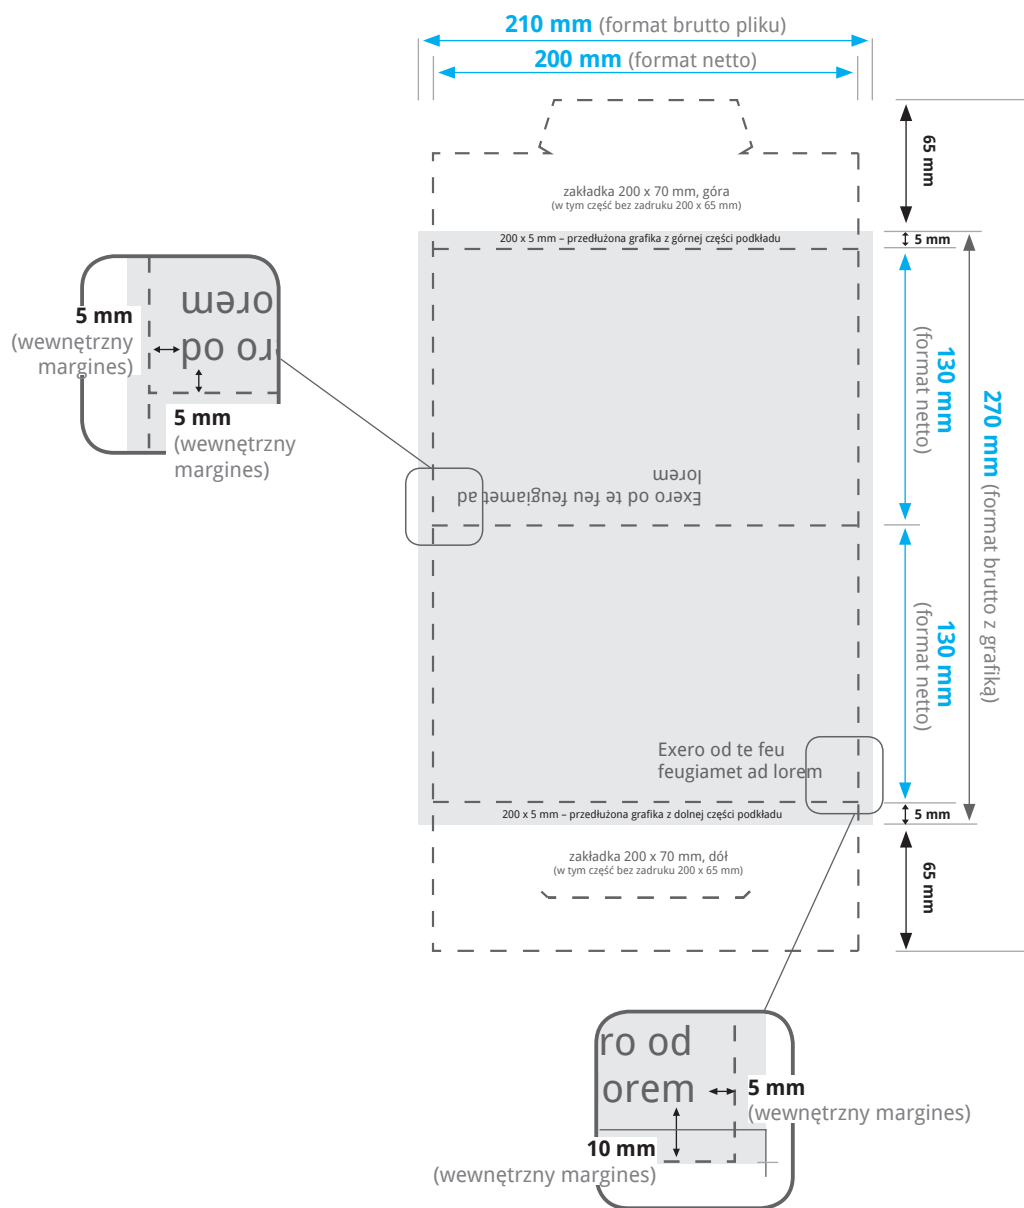 210 mm (format brutto pliku)
200 mm (format netto)
65 mm
zakładka 200 x 70 mm, góra
(w tym część bez zadruku 200 x 65 mm)
200 x 5 mm – przedłużona grafika z górnej części podkładu
5 mm
lorem
ro od
5 mm
(wewnętrzny
margines)
5 mm
(wewnętrzny
margines)
130 mm
(format netto)
270 mm (format brutto z grafiką)
Exero od te feu feugiamet ad
lorem
130 mm
(format netto)
Exero od te feu
feugiamet ad lorem
200 x 5 mm – przedłużona grafika z dolnej części podkładu
5 mm
zakładka 200 x 70 mm, dół
(w tym część bez zadruku 200 x 65 mm)
65 mm
ro od
orem
5 mm
(wewnętrzny margines)
10 mm
(wewnętrzny margines)